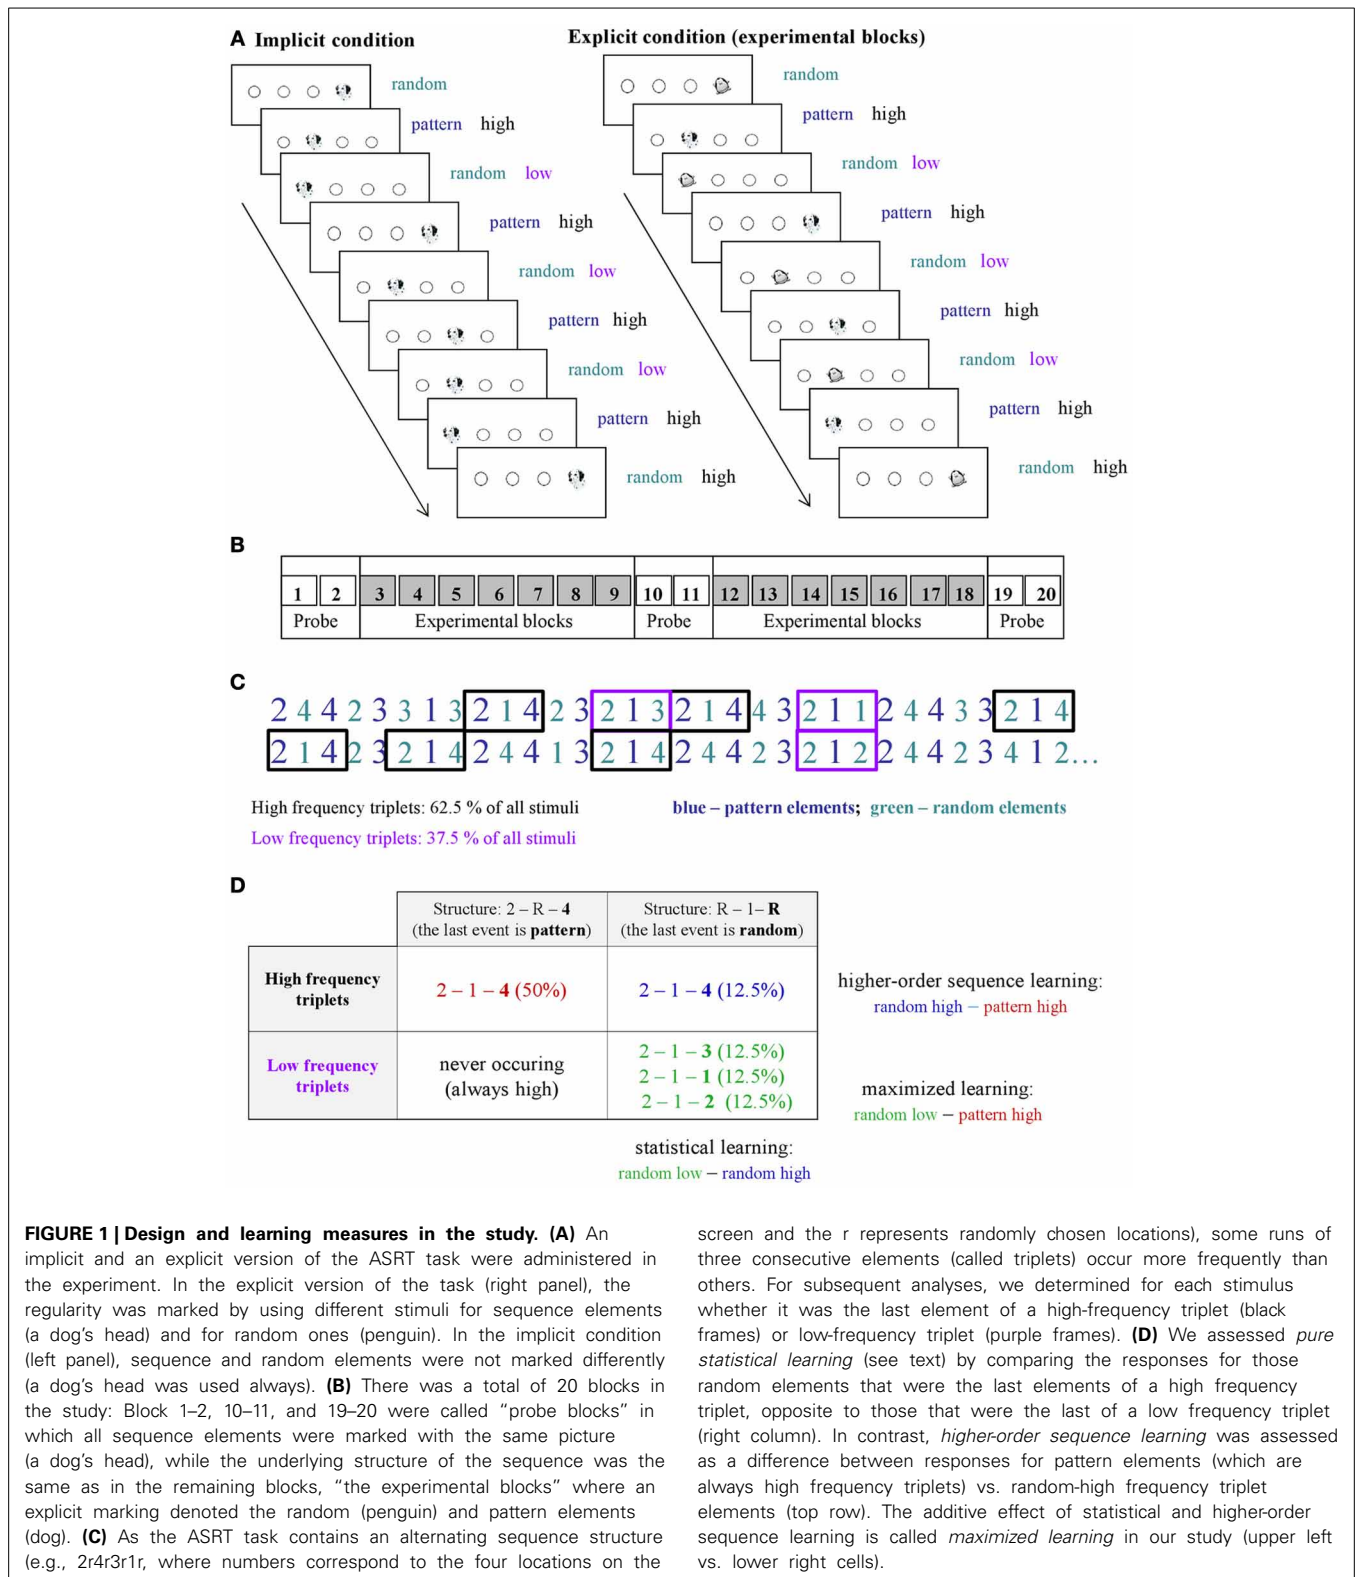 A Implicit condition
Explicit condition (experimental blocks)
random
pattern high
random low
pattern high
random low
pattern high
random low
pattern high
random high
random
pattern high
random low
pattern high
random low
pattern high
random low
pattern high
random high
B
1 2 3 4 5 6 7 8 9 10 11 12 13 14 15 16 17 18 19 20
Probe Experimental blocks Probe Experimental blocks Probe
C
2 4 4 2 3 3 1 3 2 1 4 2 3 2 1 3 2 1 4 4 3 2 1 1 2 4 4 3 3 2 1 4
2 1 4 2 3 2 1 4 2 4 4 1 3 2 1 4 2 4 4 2 3 2 1 2 2 4 4 2 3 4 1 2...
High frequency triplets: 62.5 % of all stimuli
blue – pattern elements; green – random elements
Low frequency triplets: 37.5 % of all stimuli
D
Structure: 2 – R – 4
(the last event is pattern)
Structure: R – 1– R
(the last event is random)
High frequency
triplets
2 – 1 – 4 (50%)
2 – 1 – 4 (12.5%)
higher-order sequence learning:
random high – pattern high
Low frequency
triplets
never occuring
(always high)
2 – 1 – 3 (12.5%)
2 – 1 – 1 (12.5%)
2 – 1 – 2 (12.5%)
maximized learning:
random low – pattern high
statistical learning:
random low – random high
FIGURE 1 | Design and learning measures in the study. (A) An
implicit and an explicit version of the ASRT task were administered in
the experiment. In the explicit version of the task (right panel), the
regularity was marked by using different stimuli for sequence elements
(a dog's head) and for random ones (penguin). In the implicit condition
(left panel), sequence and random elements were not marked differently
(a dog's head was used always). (B) There was a total of 20 blocks in
the study: Block 1–2, 10–11, and 19–20 were called "probe blocks" in
which all sequence elements were marked with the same picture
(a dog's head), while the underlying structure of the sequence was the
same as in the remaining blocks, "the experimental blocks" where an
explicit marking denoted the random (penguin) and pattern elements
(dog). (C) As the ASRT task contains an alternating sequence structure
(e.g., 2r4r3r1r, where numbers correspond to the four locations on the
screen and the r represents randomly chosen locations), some runs of
three consecutive elements (called triplets) occur more frequently than
others. For subsequent analyses, we determined for each stimulus
whether it was the last element of a high-frequency triplet (black
frames) or low-frequency triplet (purple frames). (D) We assessed pure
statistical learning (see text) by comparing the responses for those
random elements that were the last elements of a high frequency
triplet, opposite to those that were the last of a low frequency triplet
(right column). In contrast, higher-order sequence learning was assessed
as a difference between responses for pattern elements (which are
always high frequency triplets) vs. random-high frequency triplet
elements (top row). The additive effect of statistical and higher-order
sequence learning is called maximized learning in our study (upper left
vs. lower right cells).